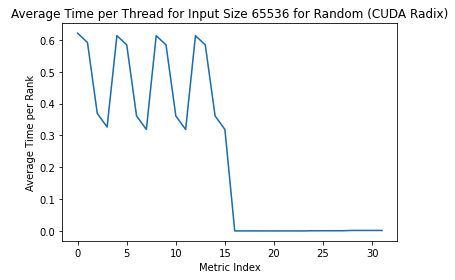 Average Time per Thread for Input Size 65536 for Random (CUDA Radix)
Average Time per Rank
0.6
0.5
0.4
0.3
0.2
0.1
0.0
0 5 10 15 20 25 30
Metric Index